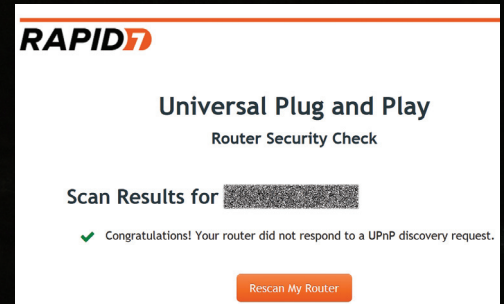 RAPID7
Universal Plug and Play
Router Security Check
Scan Results for
Congratulations! Your router did not respond to a UPnP discovery request.
Rescan My Router